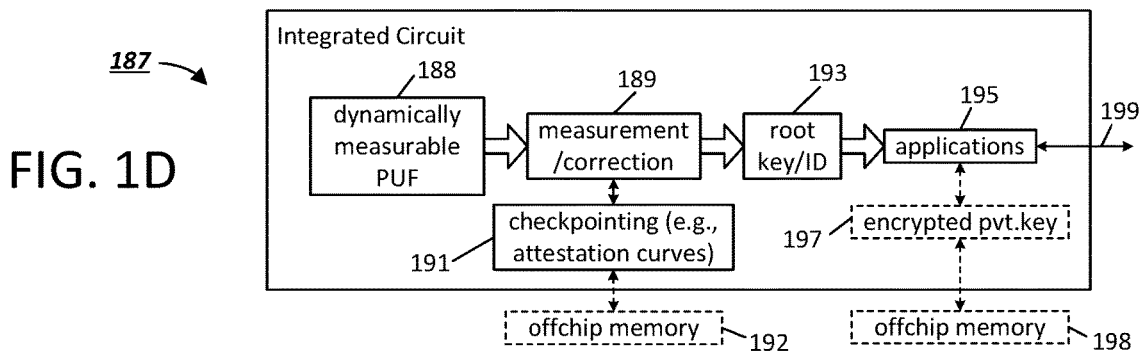 Integrated Circuit
187
188
189
193
195
199
dynamically
measurable
PUF
measurement
/correction
root
key/ID
applications
FIG. 1D
checkpointing (e.g.,
attestation curves)
191
encrypted pvt.key
197
offchip memory
192
offchip memory
198